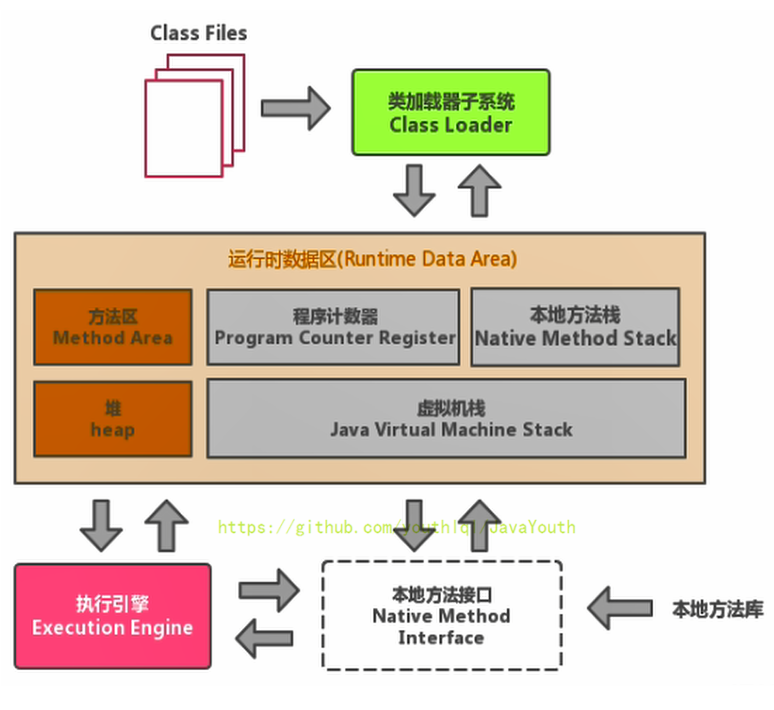 Class Files
类加载器子系统
Class Loader
运行时数据区(Runtime Data Area)
方法区
Method Area
程序计数器
Program Counter Register
本地方法栈
Native Method Stack
堆
heap
虚拟机栈
Java Virtual Machine Stack
https://github.com/youthlql/JavaYouth
执行引擎
Execution Engine
本地方法接口
Native Method
Interface
本地方法库